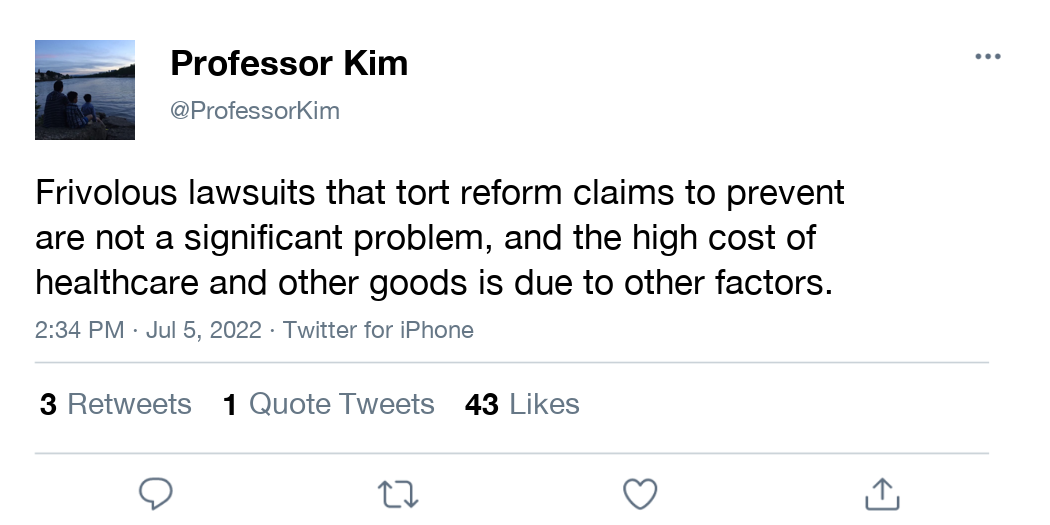 Professor Kim
@ProfessorKim
Frivolous lawsuits that tort reform claims to prevent
are not a significant problem, and the high cost of
healthcare and other goods is due to other factors.
2:34 PM · Jul 5, 2022 · Twitter for iPhone
3 Retweets 1 Quote Tweets 43 Likes